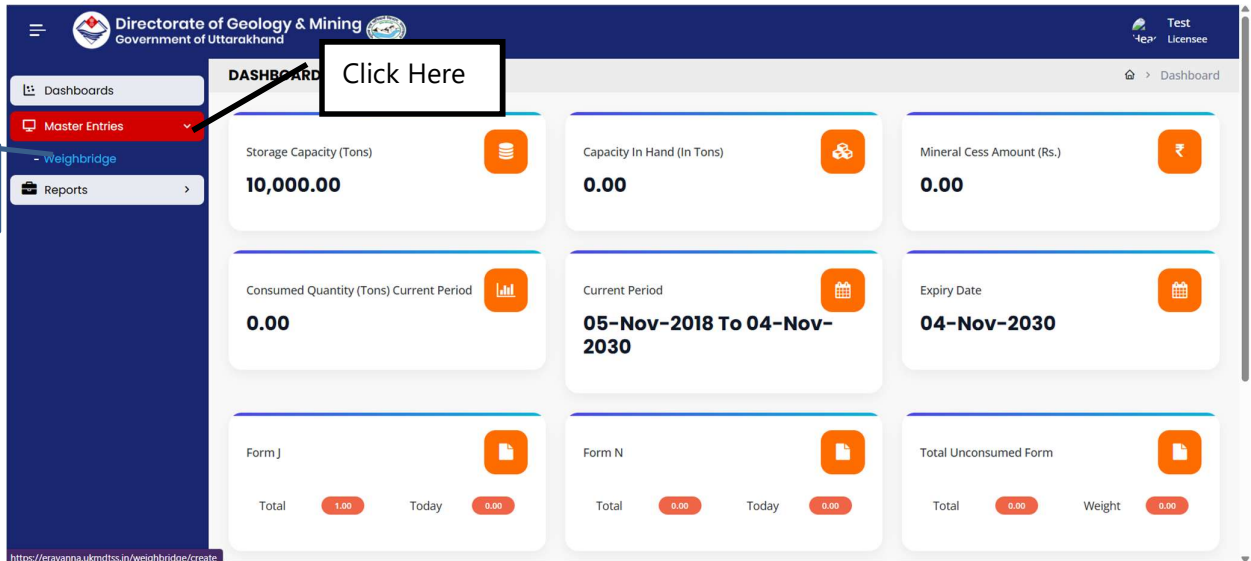 Directorate of Geology & Mining
Government of Uttarakhand
Test
Licensee
Click Here
DASHBOARD
Dashboard
Dashboards
Master Entries
- Weighbridge
Reports
Storage Capacity (Tons)
10,000.00
Capacity In Hand (In Tons)
0.00
Mineral Cess Amount (Rs.)
0.00
Consumed Quantity (Tons) Current Period
0.00
Current Period
05-Nov-2018 To 04-Nov-
2030
Expiry Date
04-Nov-2030
Form J
Total 1.00 Today 0.00
Form N
Total 0.00 Today 0.00
Total Unconsumed Form
Total 0.00 Weight 0.00
https://eravanna.ukmdtss.in/weighbridge/create